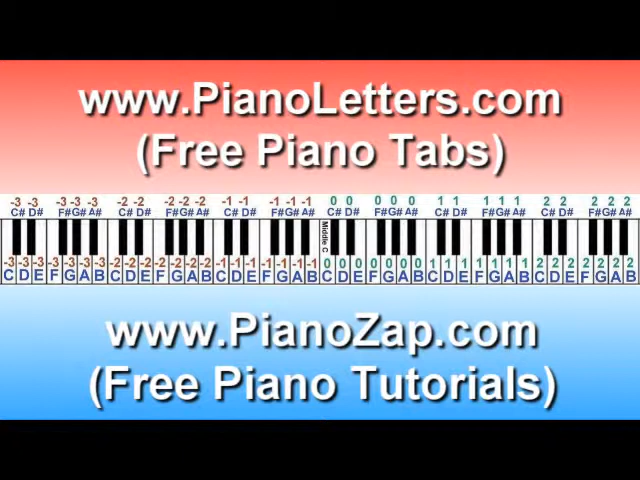 www.PianoLetters.com
(Free Piano Tabs)
-3 -3 -3 -3 -3 -2 -2 -2 -2 -2 -1 -1 -1 -1 -1 0 0 0 0 0 1 1 1 1 1 2 2 2 2 2
C# D# F# G# A# C# D# F# G# A# C# D# F# G# A# C# D# F# G# A# C# D# F# G# A# C# D# F# G# A#
Middle C
-3 -3 -3 -3 -3 -3 -3 -2 -2 -2 -2 -2 -2 -2 -1 -1 -1 -1 -1 -1 -1 0 0 0 0 0 0 0 1 1 1 1 1 1 1 2 2 2 2 2 2 2
C D E F G A B C D E F G A B C D E F G A B C D E F G A B C D E F G A B C D E F G A B
www.PianoZap.com
(Free Piano Tutorials)